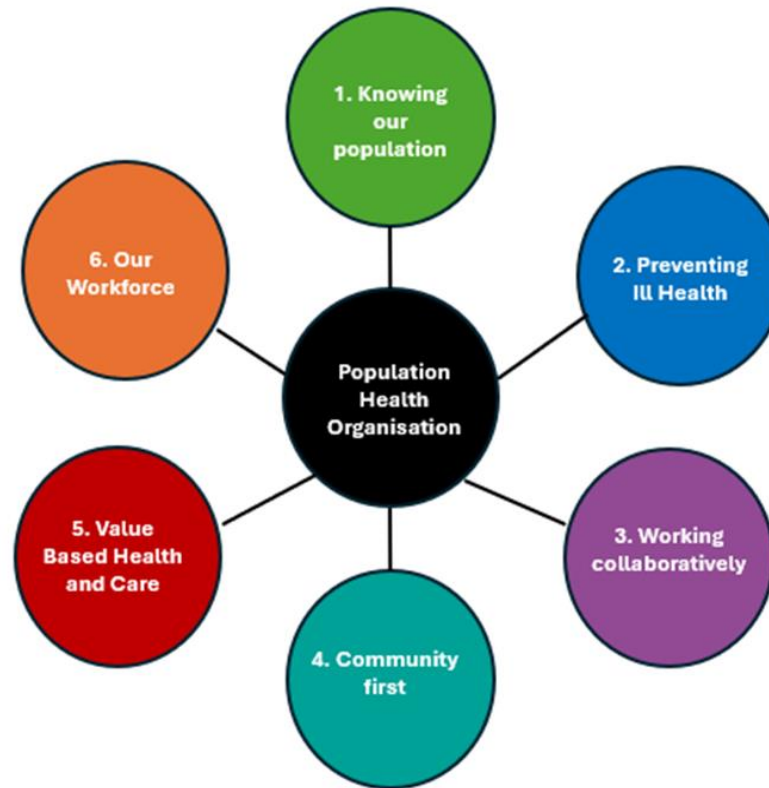 1. Knowing
our
population
2. Preventing
Ill Health
3. Working
collaboratively
4. Community
first
5. Value
Based Health
and Care
6. Our
Workforce
Population
Health
Organisation